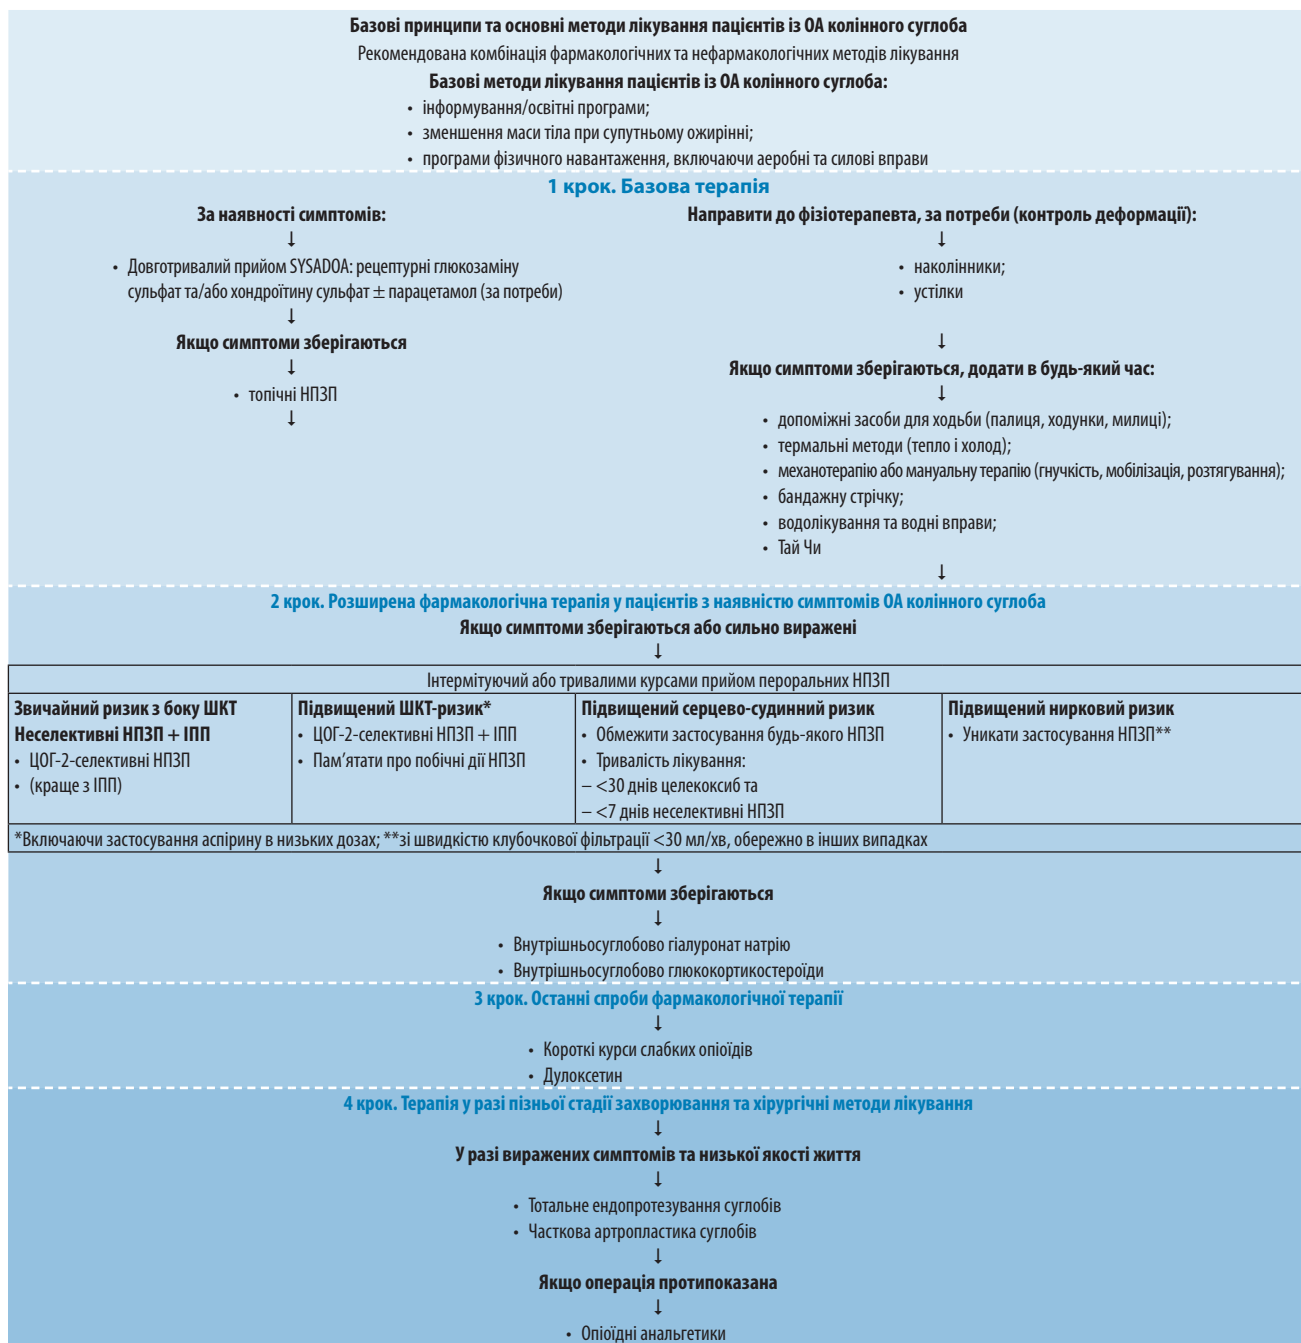 Базові принципи та основні методи лікування пацієнтів із ОА колінного суглоба
Рекомендована комбінація фармакологічних та нефармакологічних методів лікування
Базові методи лікування пацієнтів із ОА колінного суглоба:
• інформування/освітні програми;
• зменшення маси тіла при супутньому ожирінні;
• програми фізичного навантаження, включаючи аеробні та силові вправи
1 крок. Базова терапія
За наявності симптомів:
↓
• Довготривалий прийом SYSADOA: рецептурні глюкозаміну
сульфат та/або хондроїтину сульфат ± парацетамол (за потреби)
↓
Якщо симптоми зберігаються
↓
• топічні НПЗП
↓
Направити до фізіотерапевта, за потреби (контроль деформації):
↓
• наколінники;
• устілки
↓
Якщо симптоми зберігаються, додати в будь-який час:
↓
• допоміжні засоби для ходьби (палиця, ходунки, милиці);
• термальні методи (тепло і холод);
• механотерапію або мануальну терапію (гнучкість, мобілізація, розтягування);
• бандажну стрічку;
• водолікування та водні вправи;
• Тай Чи
↓
2 крок. Розширена фармакологічна терапія у пацієнтів з наявністю симптомів ОА колінного суглоба
Якщо симптоми зберігаються або сильно виражені
↓
Інтермітуючий або тривалими курсами прийом пероральних НПЗП
Звичайний ризик з боку ШКТ
Неселективні НПЗП + ІПП
• ЦОГ-2-селективні НПЗП
• (краще з ІПП)
Підвищений ШКТ-ризик*
• ЦОГ-2-селективні НПЗП + ІПП
• Пам’ятати про побічні дії НПЗП
Підвищений серцево-судинний ризик
• Обмежити застосування будь-якого НПЗП
• Тривалість лікування:
– <30 днів целекоксиб та
– <7 днів неселективні НПЗП
Підвищений нирковий ризик
• Уникати застосування НПЗП**
*Включаючи застосування аспірину в низьких дозах; **зі швидкістю клубочкової фільтрації <30 мл/хв, обережно в інших випадках
↓
Якщо симптоми зберігаються
↓
• Внутрішньосуглобово гіалуронат натрію
• Внутрішньосуглобово глюкокортикостероїди
3 крок. Останні спроби фармакологічної терапії
↓
• Короткі курси слабких опіоїдів
• Дулоксетин
4 крок. Терапія у разі пізньої стадії захворювання та хірургічні методи лікування
↓
У разі виражених симптомів та низької якості життя
↓
• Тотальне ендопротезування суглобів
• Часткова артропластика суглобів
↓
Якщо операція протипоказана
↓
• Опіоїдні анальгетики